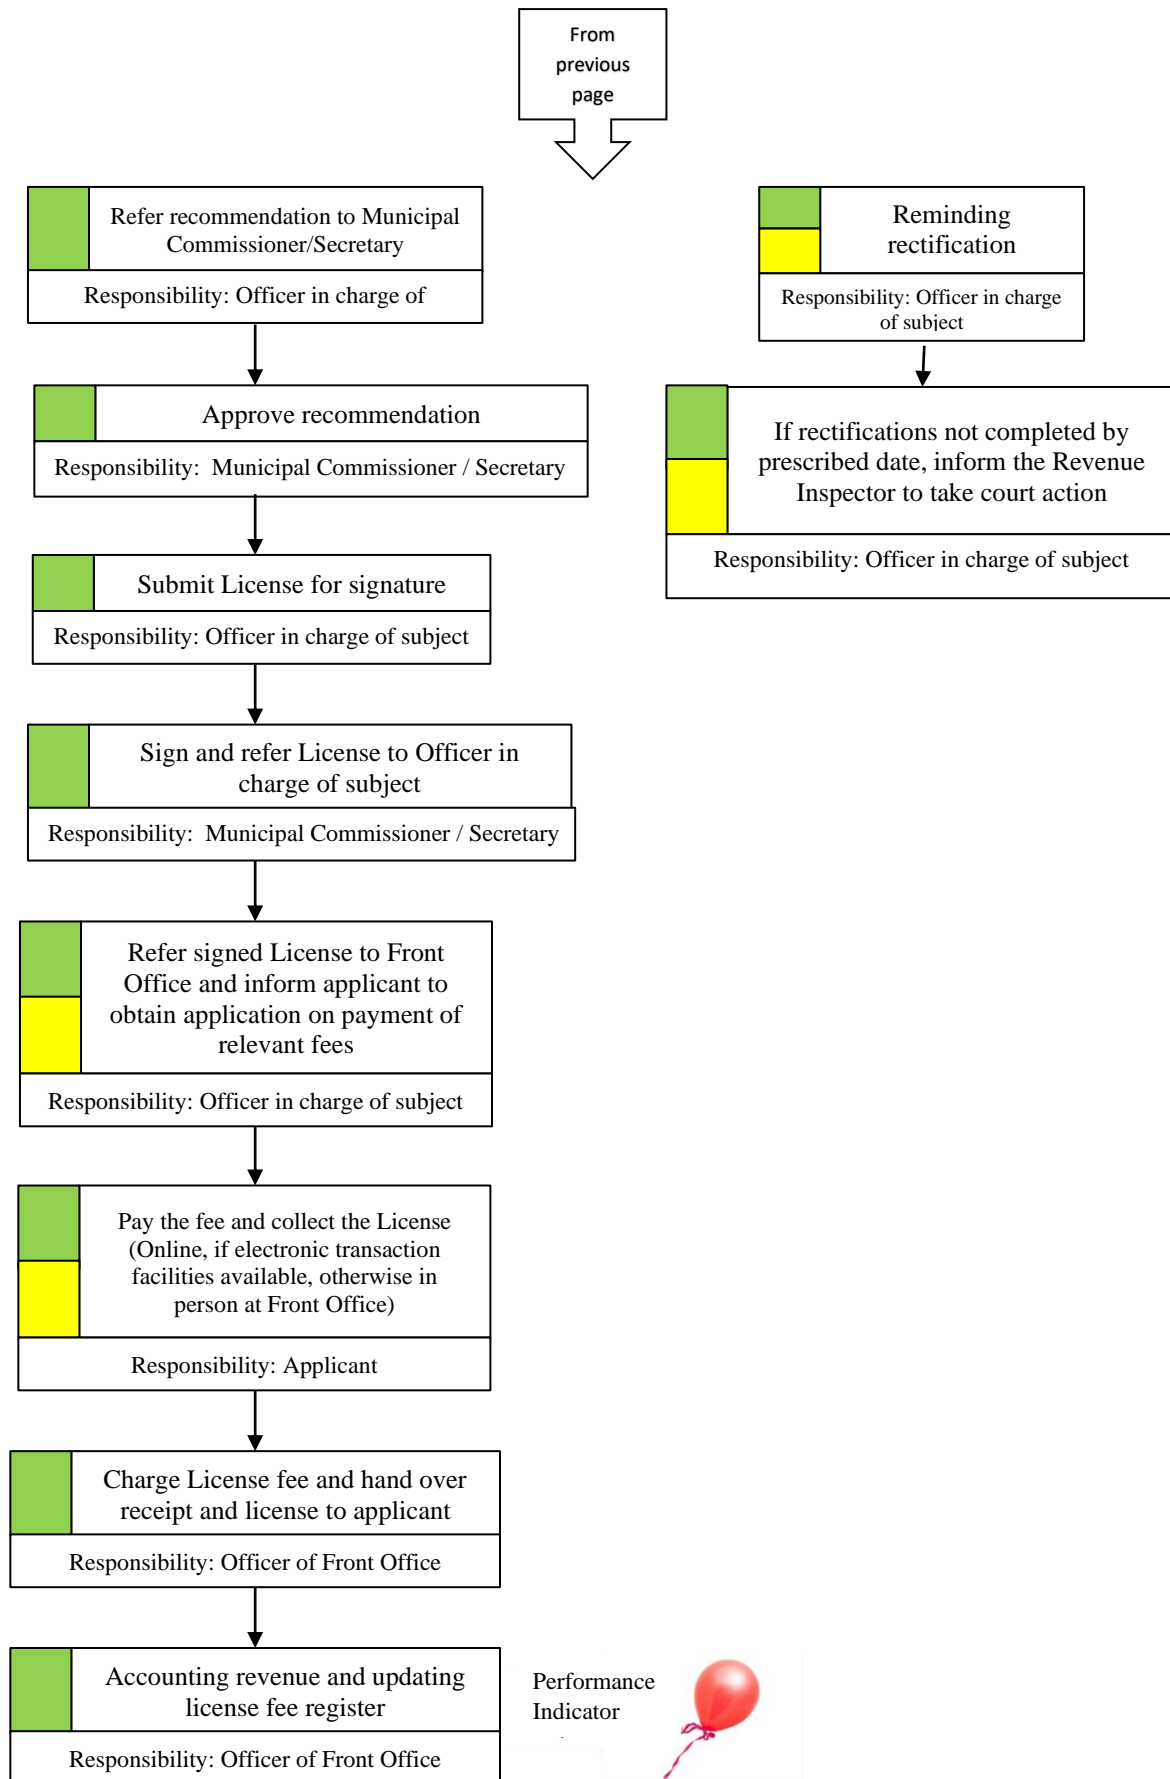 From
previous
page
Refer recommendation to Municipal
Commissioner/Secretary
Responsibility: Officer in charge of
Approve recommendation
Responsibility:  Municipal Commissioner / Secretary
Submit License for signature
Responsibility: Officer in charge of subject
Sign and refer License to Officer in
charge of subject
Responsibility:  Municipal Commissioner / Secretary
Refer signed License to Front
Office and inform applicant to
obtain application on payment of
relevant fees
Responsibility: Officer in charge of subject
Pay the fee and collect the License
(Online, if electronic transaction
facilities available, otherwise in
person at Front Office)
Responsibility: Applicant
Charge License fee and hand over
receipt and license to applicant
Responsibility: Officer of Front Office
Accounting revenue and updating
license fee register
Responsibility: Officer of Front Office
Performance
Indicator
Reminding
rectification
Responsibility: Officer in charge
of subject
If rectifications not completed by
prescribed date, inform the Revenue
Inspector to take court action
Responsibility: Officer in charge of subject